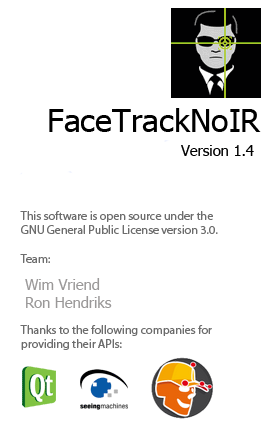 FaceTrackNoIR
Version 1.4
This software is open source under the
GNU General Public License version 3.0.
Team:
Wim Vriend
Ron Hendriks
Thanks to the following companies for
providing their APIs:
Qt
seeingmachines